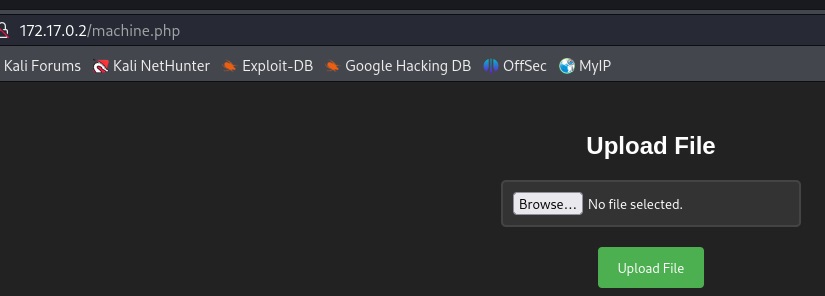 172.17.0.2/machine.php
Kali Forums Kali NetHunter Exploit-DB Google Hacking DB OffSec MyIP
Upload File
Browse... No file selected.
Upload File